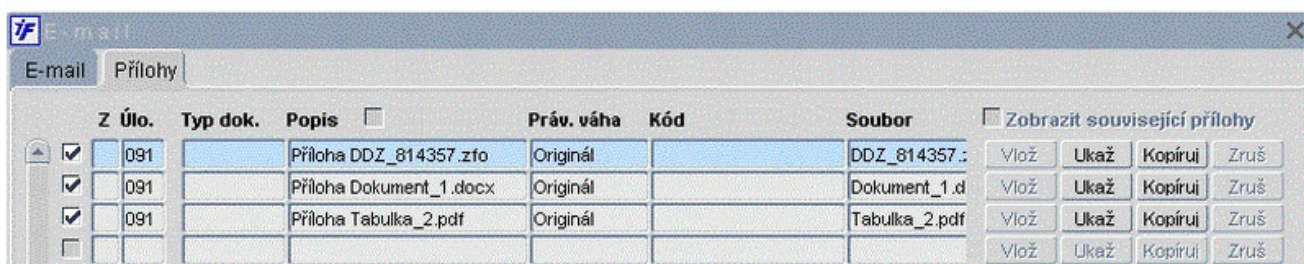 E-mail
E-mail Přílohy
Z Úlo. Typ dok. Popis Práv. váha Kód Soubor Zobrazit související přílohy
091 Příloha DDZ_814357.zfo Originál DDZ_814357.z Vlož Ukaž Kopíruj Zruš
091 Příloha Dokument_1.docx Originál Dokument_1.d Vlož Ukaž Kopíruj Zruš
091 Příloha Tabulka_2.pdf Originál Tabulka_2.pdf Vlož Ukaž Kopíruj Zruš
Vlož Ukaž Kopíruj Zruš